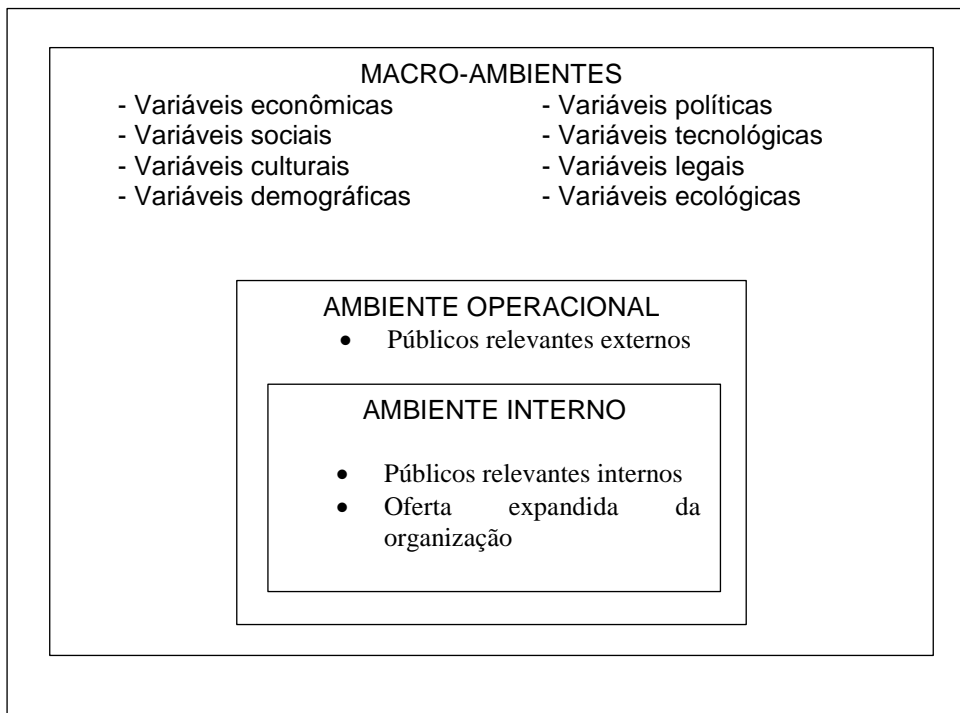 MACRO-AMBIENTES
- Variáveis econômicas
- Variáveis sociais
- Variáveis culturais
- Variáveis demográficas
- Variáveis políticas
- Variáveis tecnológicas
- Variáveis legais
- Variáveis ecológicas
AMBIENTE OPERACIONAL
• Públicos relevantes externos
AMBIENTE INTERNO
• Públicos relevantes internos
• Oferta expandida da
organização